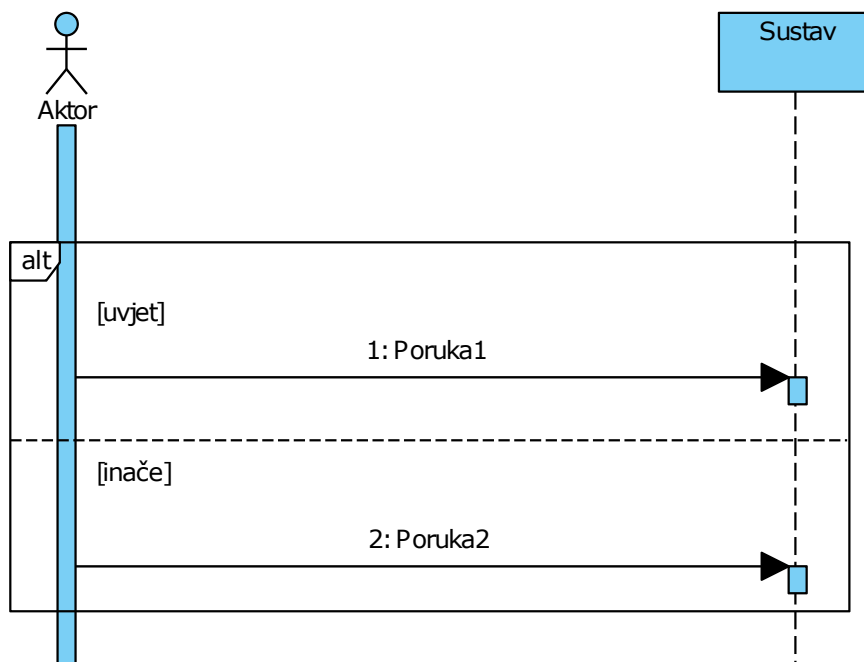 Sustav
Aktor
alt
[uvjet]
1: Poruka1
[inače]
2: Poruka2